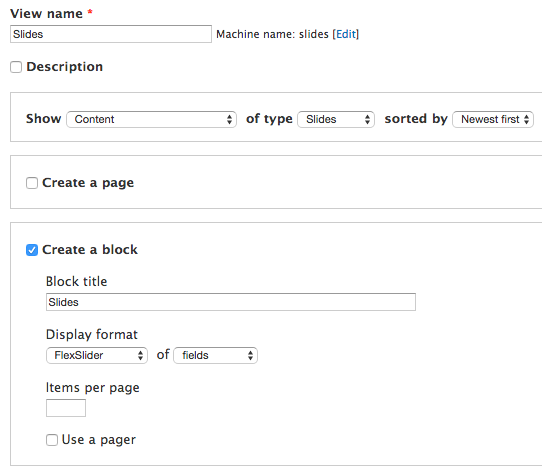 View name *
Slides Machine name: slides [Edit]
Description
Show Content of type Slides sorted by Newest first
Create a page
Create a block
Block title
Slides
Display format
FlexSlider of fields
Items per page
Use a pager